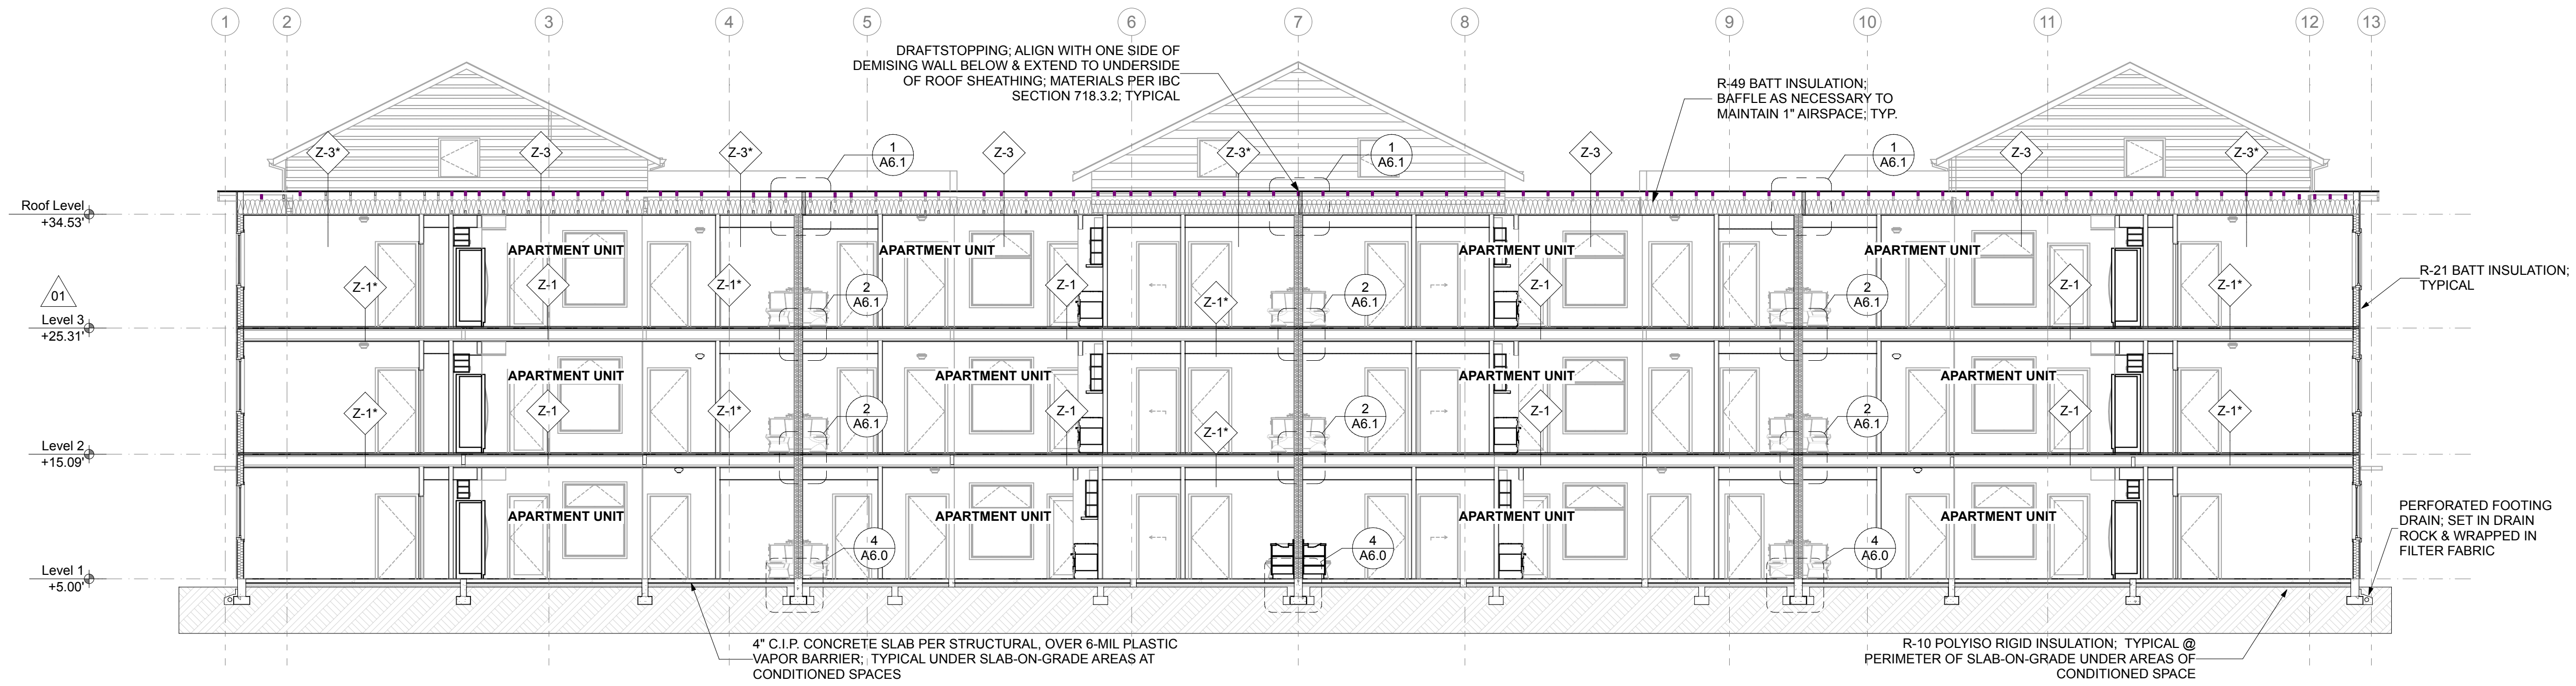 1 2 3 4 5 6 7 8 9 10 11 12 13
DRAFTSTOPPING; ALIGN WITH ONE SIDE OF
DEMISING WALL BELOW & EXTEND TO UNDERSIDE
OF ROOF SHEATHING; MATERIALS PER IBC
SECTION 718.3.2; TYPICAL
R-49 BATT INSULATION;
BAFFLE AS NECESSARY TO
MAINTAIN 1" AIRSPACE; TYP.
Z-3* Z-3 Z-3* 1 Z-3 Z-3* 1 Z-3 1 Z-3 Z-3*
A6.1 A6.1 A6.1
Roof Level
+34.53'
APARTMENT UNIT APARTMENT UNIT APARTMENT UNIT APARTMENT UNIT
R-21 BATT INSULATION;
TYPICAL
Z-1* Z-1 Z-1* 2 Z-1 Z-1* 2 Z-1 2 Z-1 Z-1*
A6.1 A6.1 A6.1
01
Level 3
+25.31'
APARTMENT UNIT APARTMENT UNIT APARTMENT UNIT APARTMENT UNIT
Z-1* Z-1 Z-1* 2 Z-1 Z-1* 2 Z-1 2 Z-1 Z-1*
A6.1 A6.1 A6.1
Level 2
+15.09'
APARTMENT UNIT APARTMENT UNIT APARTMENT UNIT APARTMENT UNIT
PERFORATED FOOTING
DRAIN; SET IN DRAIN
ROCK & WRAPPED IN
FILTER FABRIC
4 4 4
A6.0 A6.0 A6.0
Level 1
+5.00'
4" C.I.P. CONCRETE SLAB PER STRUCTURAL, OVER 6-MIL PLASTIC
VAPOR BARRIER; TYPICAL UNDER SLAB-ON-GRADE AREAS AT
CONDITIONED SPACES
R-10 POLYISO RIGID INSULATION; TYPICAL @
PERIMETER OF SLAB-ON-GRADE UNDER AREAS OF
CONDITIONED SPACE